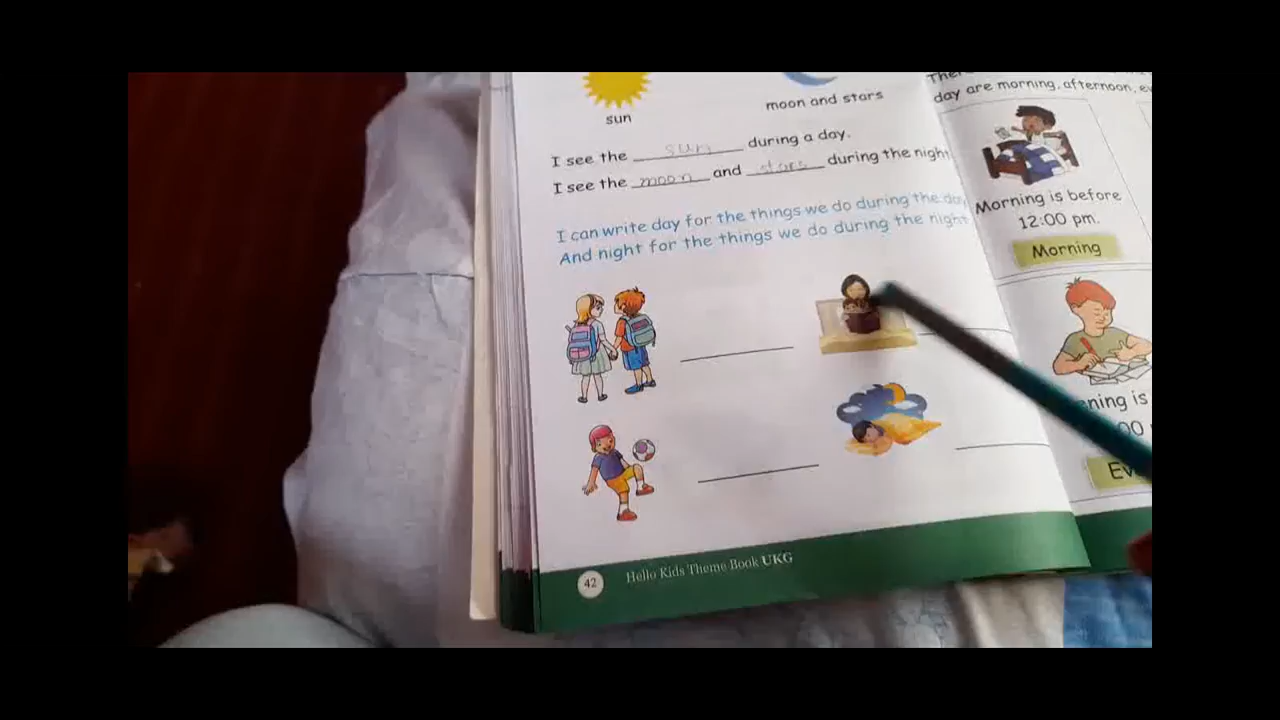 moon and stars
sun
I see the sun during a day.
I see the moon and stars during the night
I can write day for the things we do during the day
And night for the things we do during the night
42 Hello Kids Theme Book UKG
day are morning, afternoon,
Morning is before
12:00 pm.
Morning